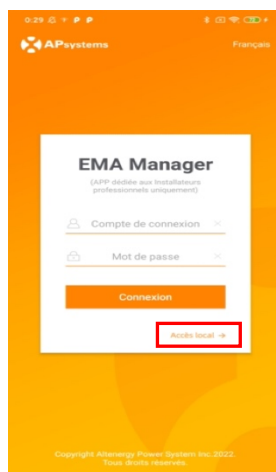 0:29
APsystems
Français
EMA Manager
(APP dédiée aux Installateurs
professionnels uniquement)
Compte de connexion
Mot de passe
Connexion
Accès local →
Copyright Altenergy Power System Inc.2022.
Tous droits réservés.